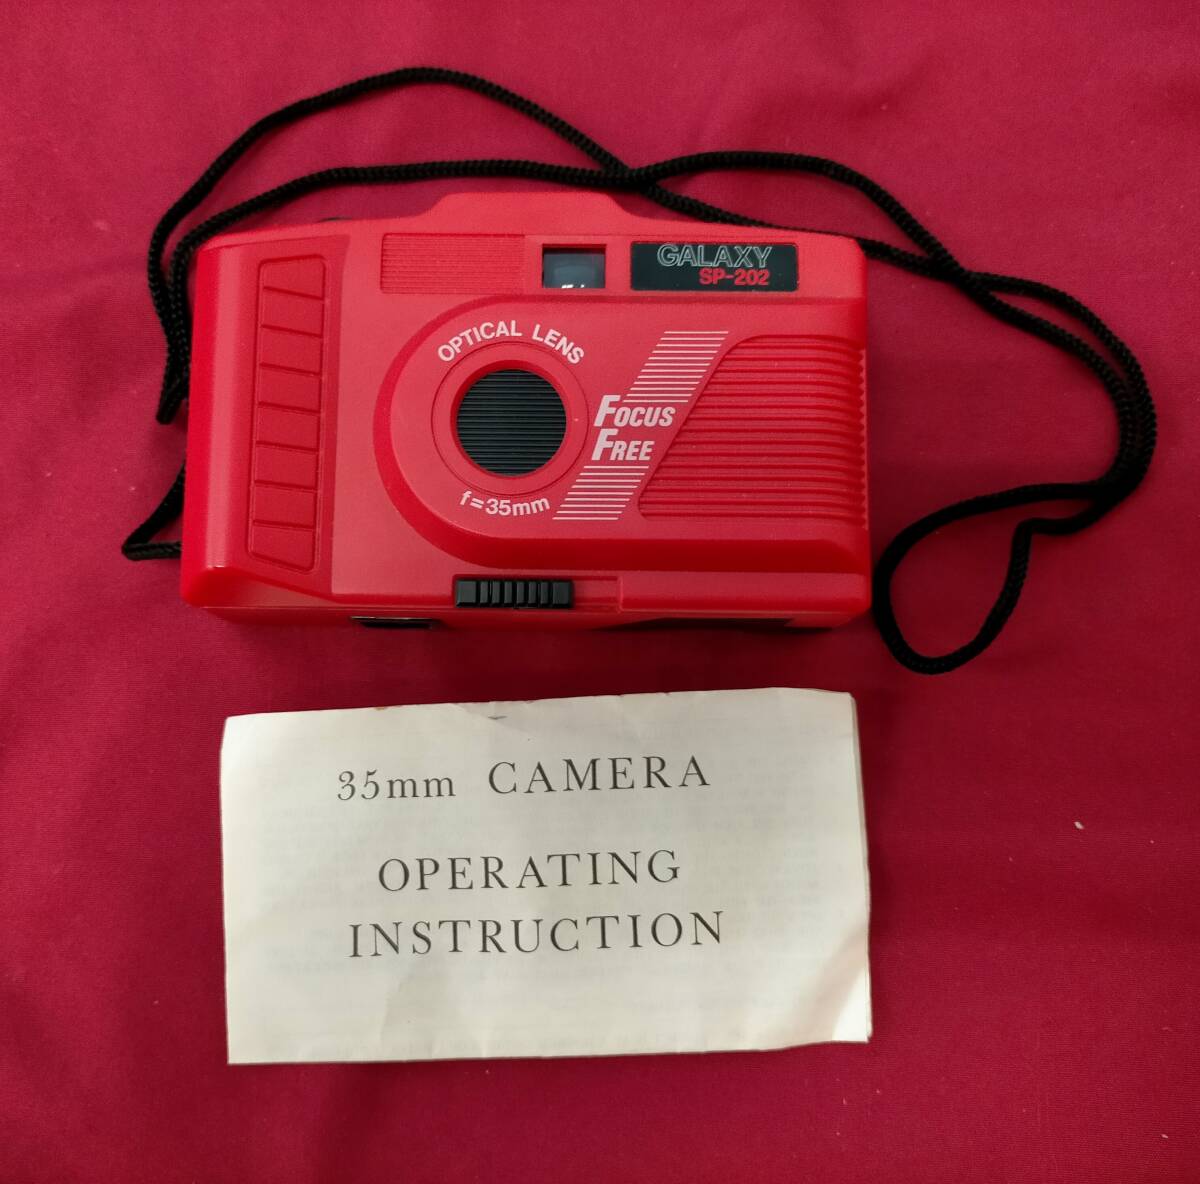 GALAXY
SP-202
OPTICAL LENS
f=35mm
FOCUS
FREE
35mm CAMERA
OPERATING
INSTRUCTION